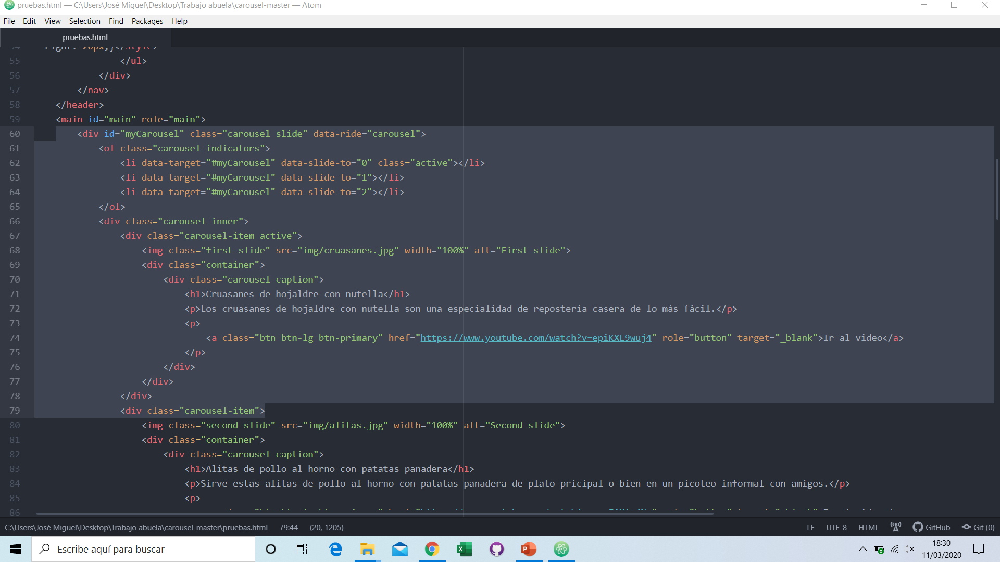 pruebas.html — C:\Users\José Miguel\Desktop\Trabajo abuela\carousel-master — Atom
File Edit View Selection Find Packages Help
pruebas.html
54 right: 20px;}</style>
55 </ul>
56 </div>
57 </nav>
58 </header>
59 <main id="main" role="main">
60 <div id="myCarousel" class="carousel slide" data-ride="carousel">
61 <ol class="carousel-indicators">
62 <li data-target="#myCarousel" data-slide-to="0" class="active"></li>
63 <li data-target="#myCarousel" data-slide-to="1"></li>
64 <li data-target="#myCarousel" data-slide-to="2"></li>
65 </ol>
66 <div class="carousel-inner">
67 <div class="carousel-item active">
68 <img class="first-slide" src="img/cruasanes.jpg" width="100%" alt="First slide">
69 <div class="container">
70 <div class="carousel-caption">
71 <h1>Cruasanes de hojaldre con nutella</h1>
72 <p>Los cruasanes de hojaldre con nutella son una especialidad de repostería casera de lo más fácil.</p>
73 <p>
74 <a class="btn btn-lg btn-primary" href="https://www.youtube.com/watch?v=epiKXL9wuj4" role="button" target="_blank">Ir al video</a>
75 </p>
76 </div>
77 </div>
78 </div>
79 <div class="carousel-item">
80 <img class="second-slide" src="img/alitas.jpg" width="100%" alt="Second slide">
81 <div class="container">
82 <div class="carousel-caption">
83 <h1>Alitas de pollo al horno con patatas panadera</h1>
84 <p>Sirve estas alitas de pollo al horno con patatas panadera de plato pricipal o bien en un picoteo informal con amigos.</p>
85 <p>
86
C:\Users\José Miguel\Desktop\Trabajo abuela\carousel-master\pruebas.html 79:44 (20, 1205) LF UTF-8 HTML GitHub Git (0)
Escribe aquí para buscar
18:30
11/03/2020